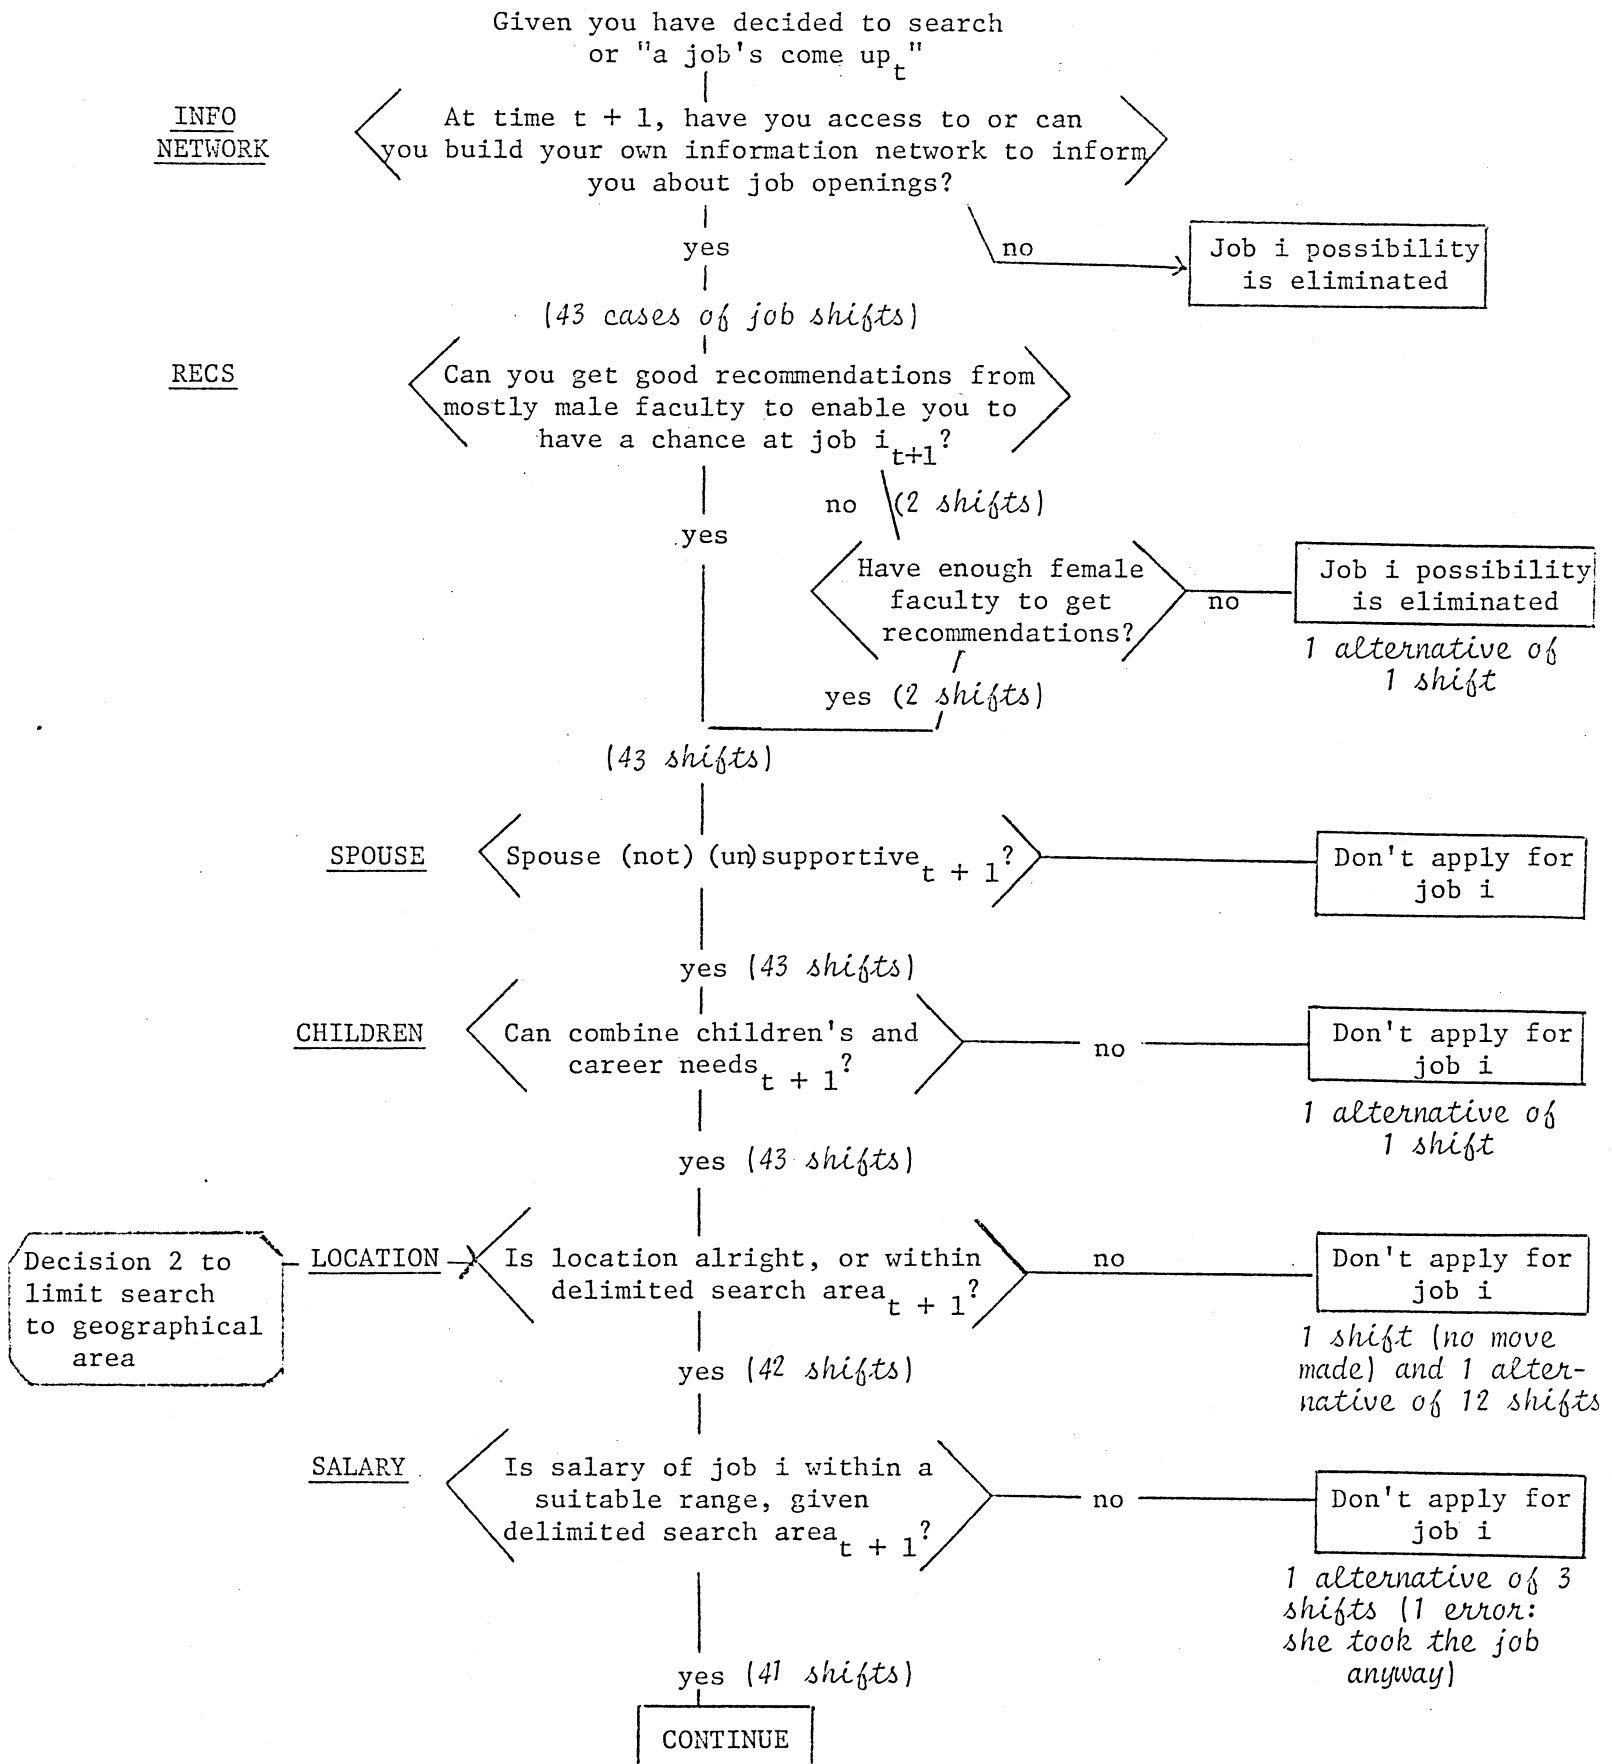 Given you have decided to search
or "a job's come up t"
INFO
NETWORK
At time t + 1, have you access to or can
you build your own information network to inform
you about job openings?
yes
no
Job i possibility
is eliminated
(43 cases of job shifts)
RECS
Can you get good recommendations from
mostly male faculty to enable you to
have a chance at job i t+1?
no (2 shifts)
yes
Have enough female
faculty to get
recommendations?
no
Job i possibility
is eliminated
1 alternative of
1 shift
yes (2 shifts)
(43 shifts)
SPOUSE
Spouse (not) (un)supportive t + 1?
Don't apply for
job i
yes (43 shifts)
CHILDREN
Can combine children's and
career needs t + 1?
no
Don't apply for
job i
1 alternative of
1 shift
yes (43 shifts)
Decision 2 to
limit search
to geographical
area
LOCATION
Is location alright, or within
delimited search area t + 1?
no
Don't apply for
job i
1 shift (no move
made) and 1 alter-
native of 12 shifts
yes (42 shifts)
SALARY
Is salary of job i within a
suitable range, given
delimited search area t + 1?
no
Don't apply for
job i
1 alternative of 3
shifts (1 error:
she took the job
anyway)
yes (41 shifts)
CONTINUE